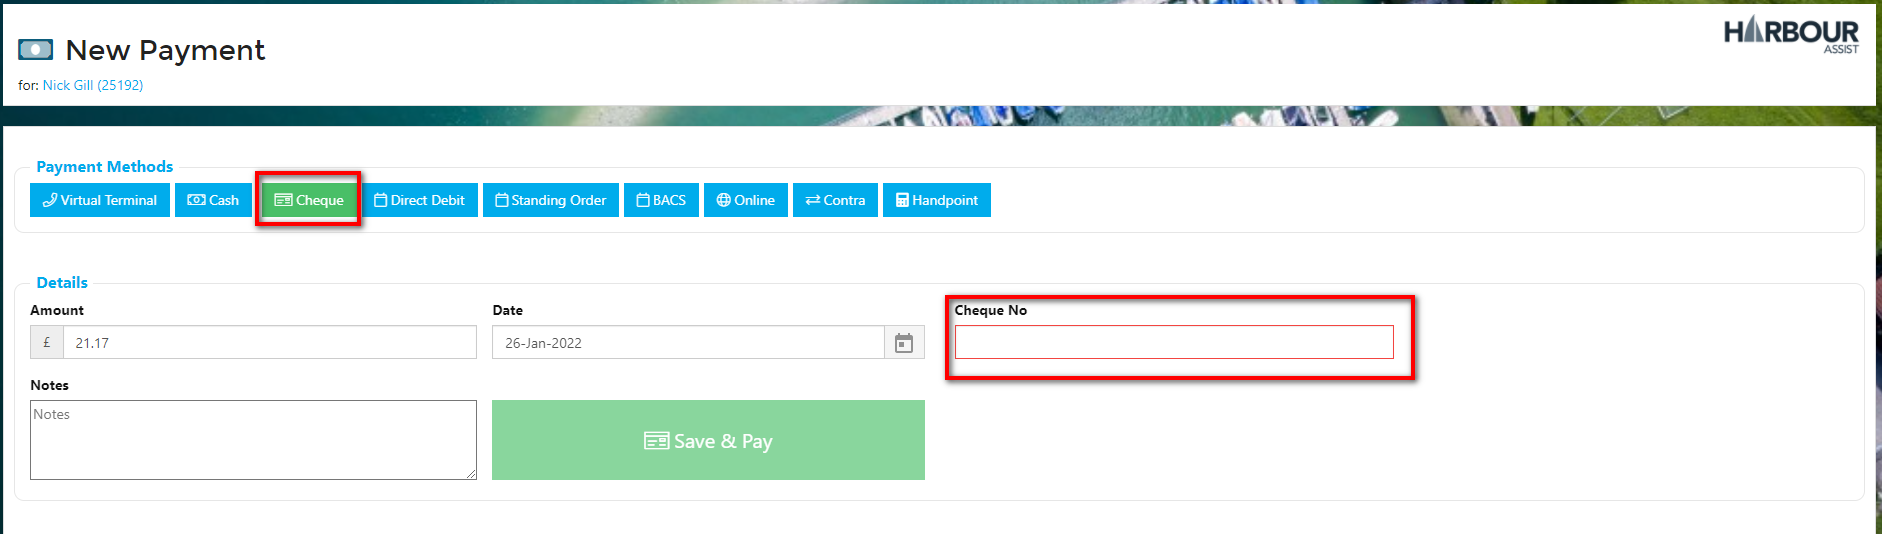 New Payment
HARBOUR
ASSIST
for: Nick Gill (25192)
Payment Methods
Virtual Terminal Cash Cheque Direct Debit Standing Order BACS Online Contra Handpoint
Details
Amount Date Cheque No
£ 21.17 26-Jan-2022
Notes
Notes
Save & Pay